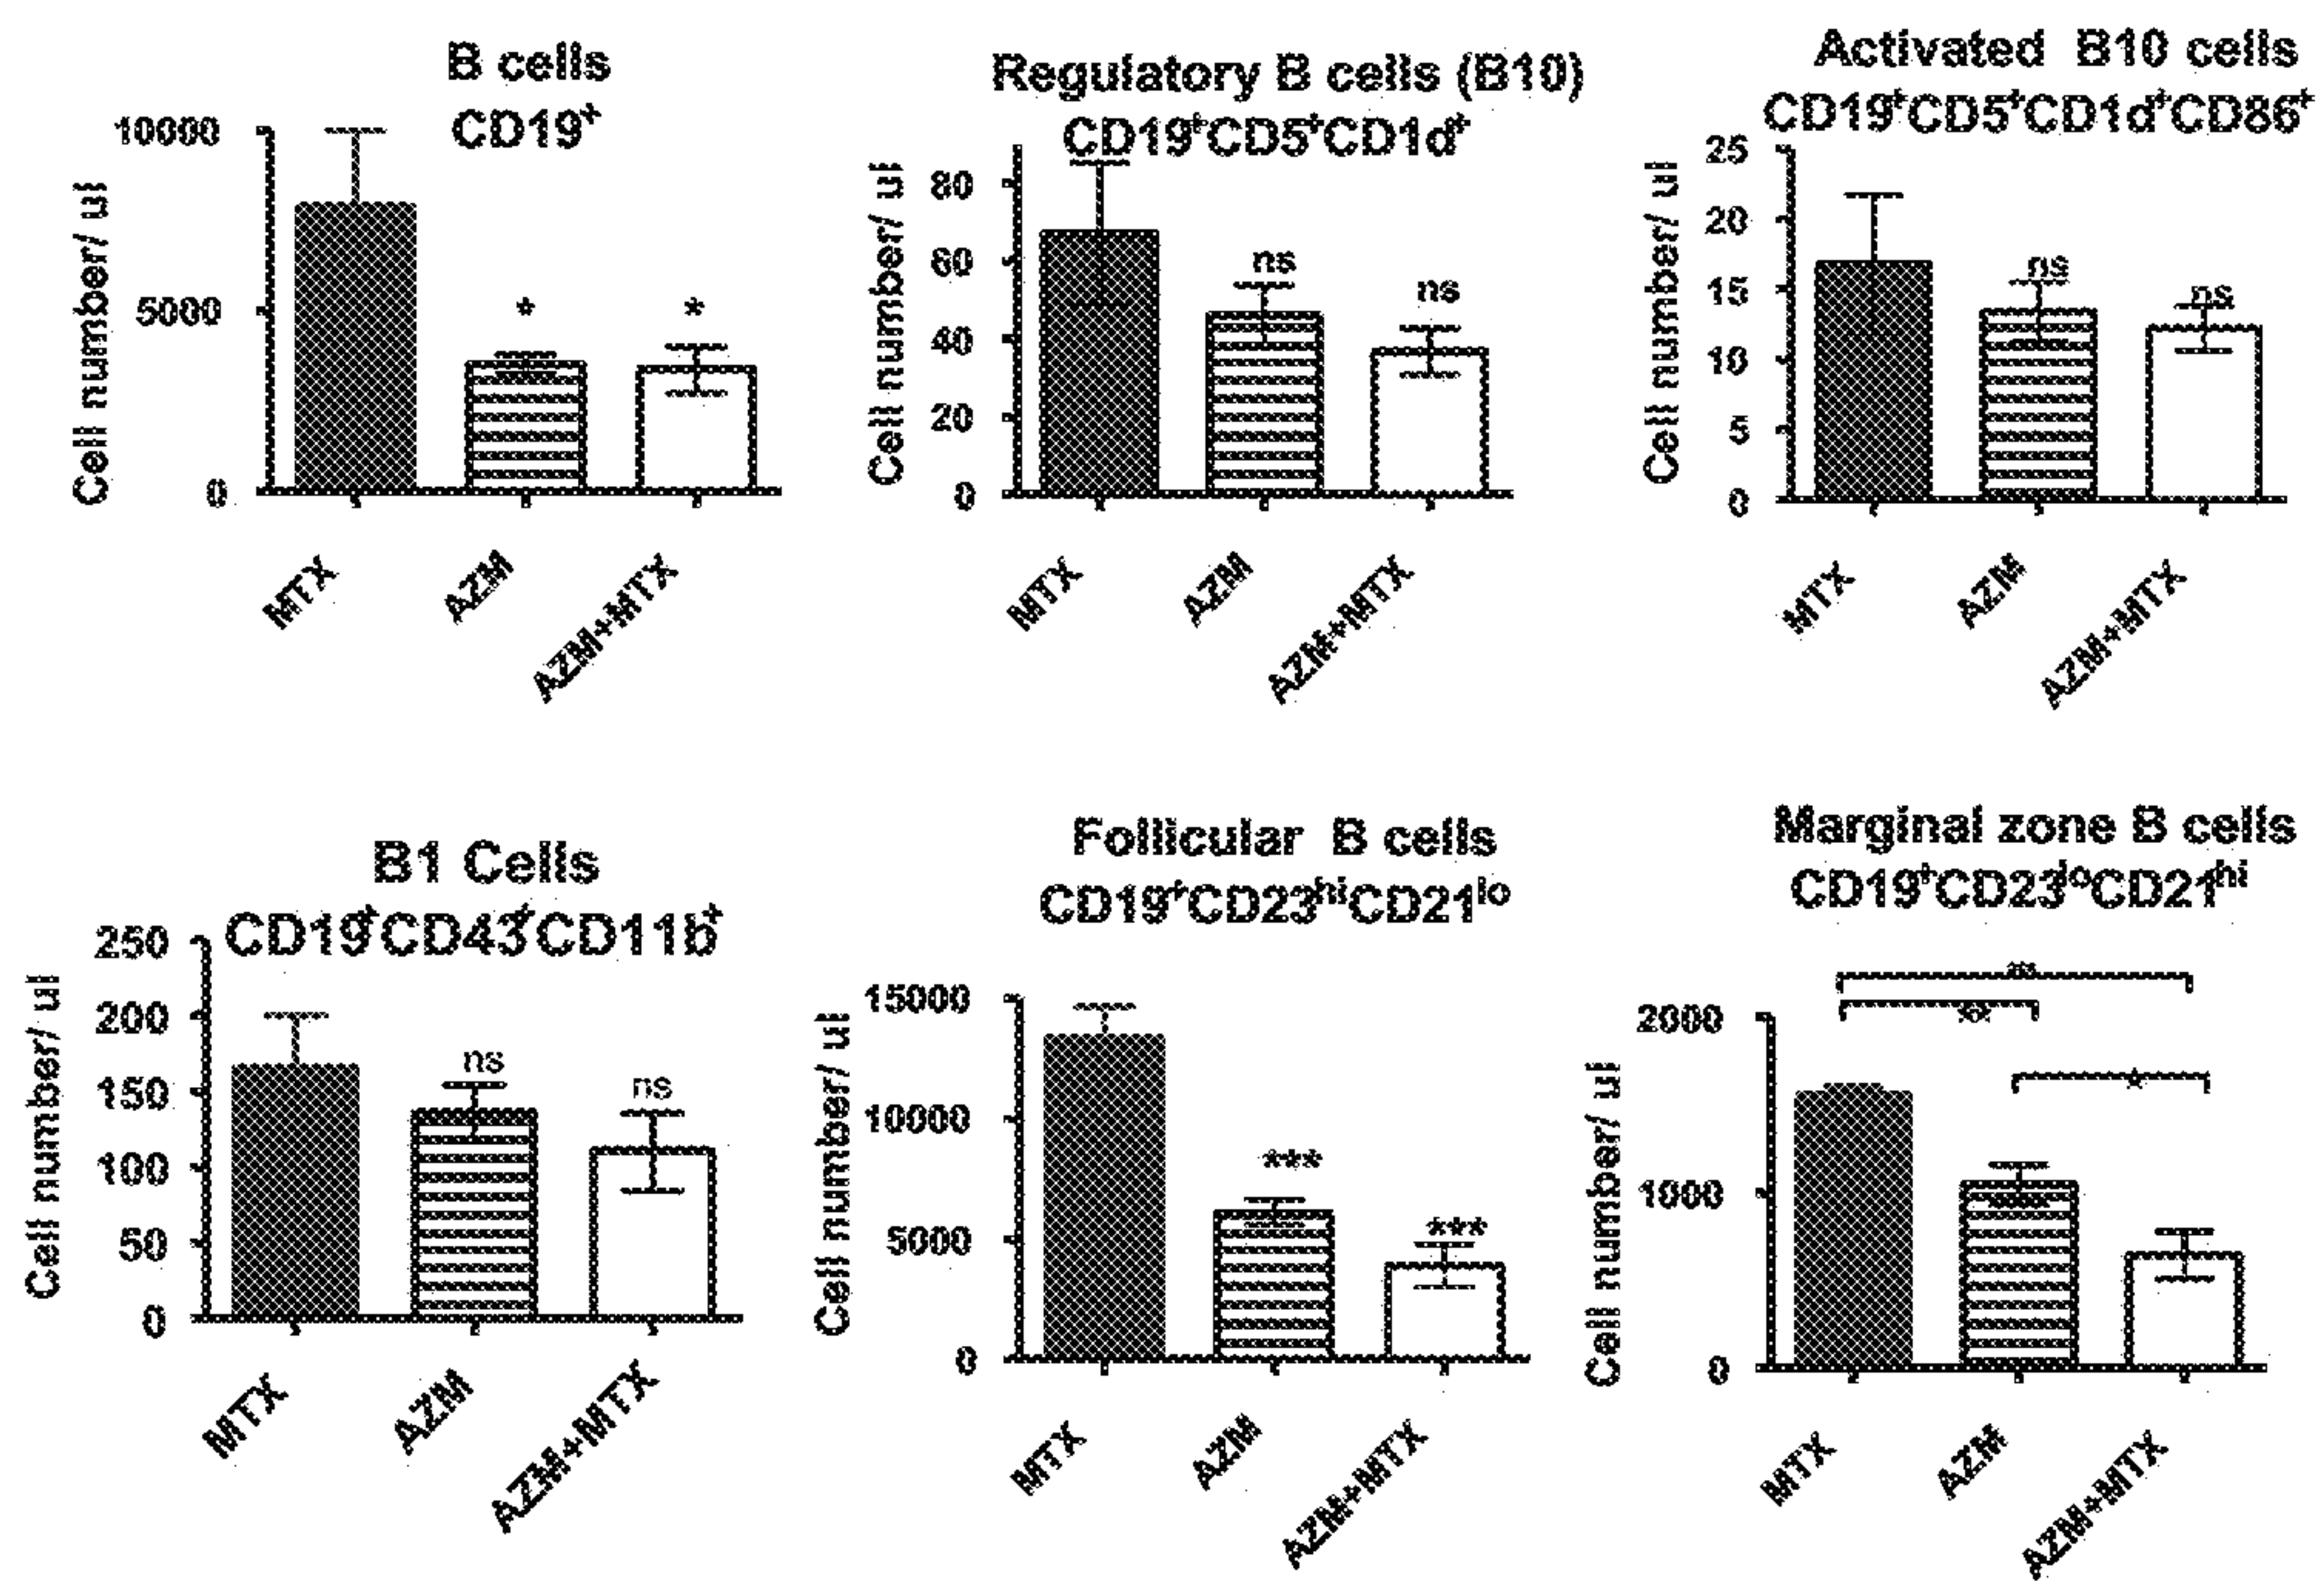 B cells
CD19+
Cell number/ ul
10000
5000
0
*
*
MTX
AZM
AZM+MTX
Regulatory B cells (B10)
CD19+CD5+CD1d+
Cell number/ ul
80
60
40
20
0
ns
ns
MTX
AZM
AZM+MTX
Activated B10 cells
CD19+CD5+CD1d+CD86+
Cell number/ ul
25
20
15
10
5
0
ns
ns
MTX
AZM
AZM+MTX
B1 Cells
CD19+CD43+CD11b+
Cell number/ ul
250
200
150
100
50
0
ns
ns
MTX
AZM
AZM+MTX
Follicular B cells
CD19+CD23hiCD21lo
Cell number/ ul
15000
10000
5000
0
***
***
MTX
AZM
AZM+MTX
Marginal zone B cells
CD19+CD23loCD21hi
Cell number/ ul
2000
1000
0
*
MTX
AZM
AZM+MTX